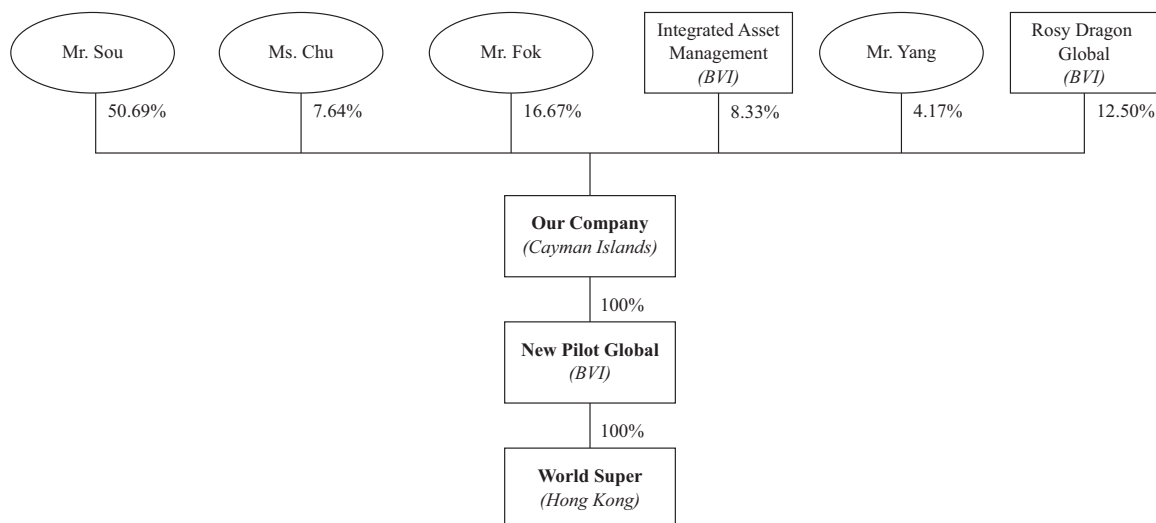 Mr. Sou
Ms. Chu
Mr. Fok
Integrated Asset
Management
(BVI)
Mr. Yang
Rosy Dragon
Global
(BVI)
50.69%
7.64%
16.67%
8.33%
4.17%
12.50%
Our Company
(Cayman Islands)
100%
New Pilot Global
(BVI)
100%
World Super
(Hong Kong)